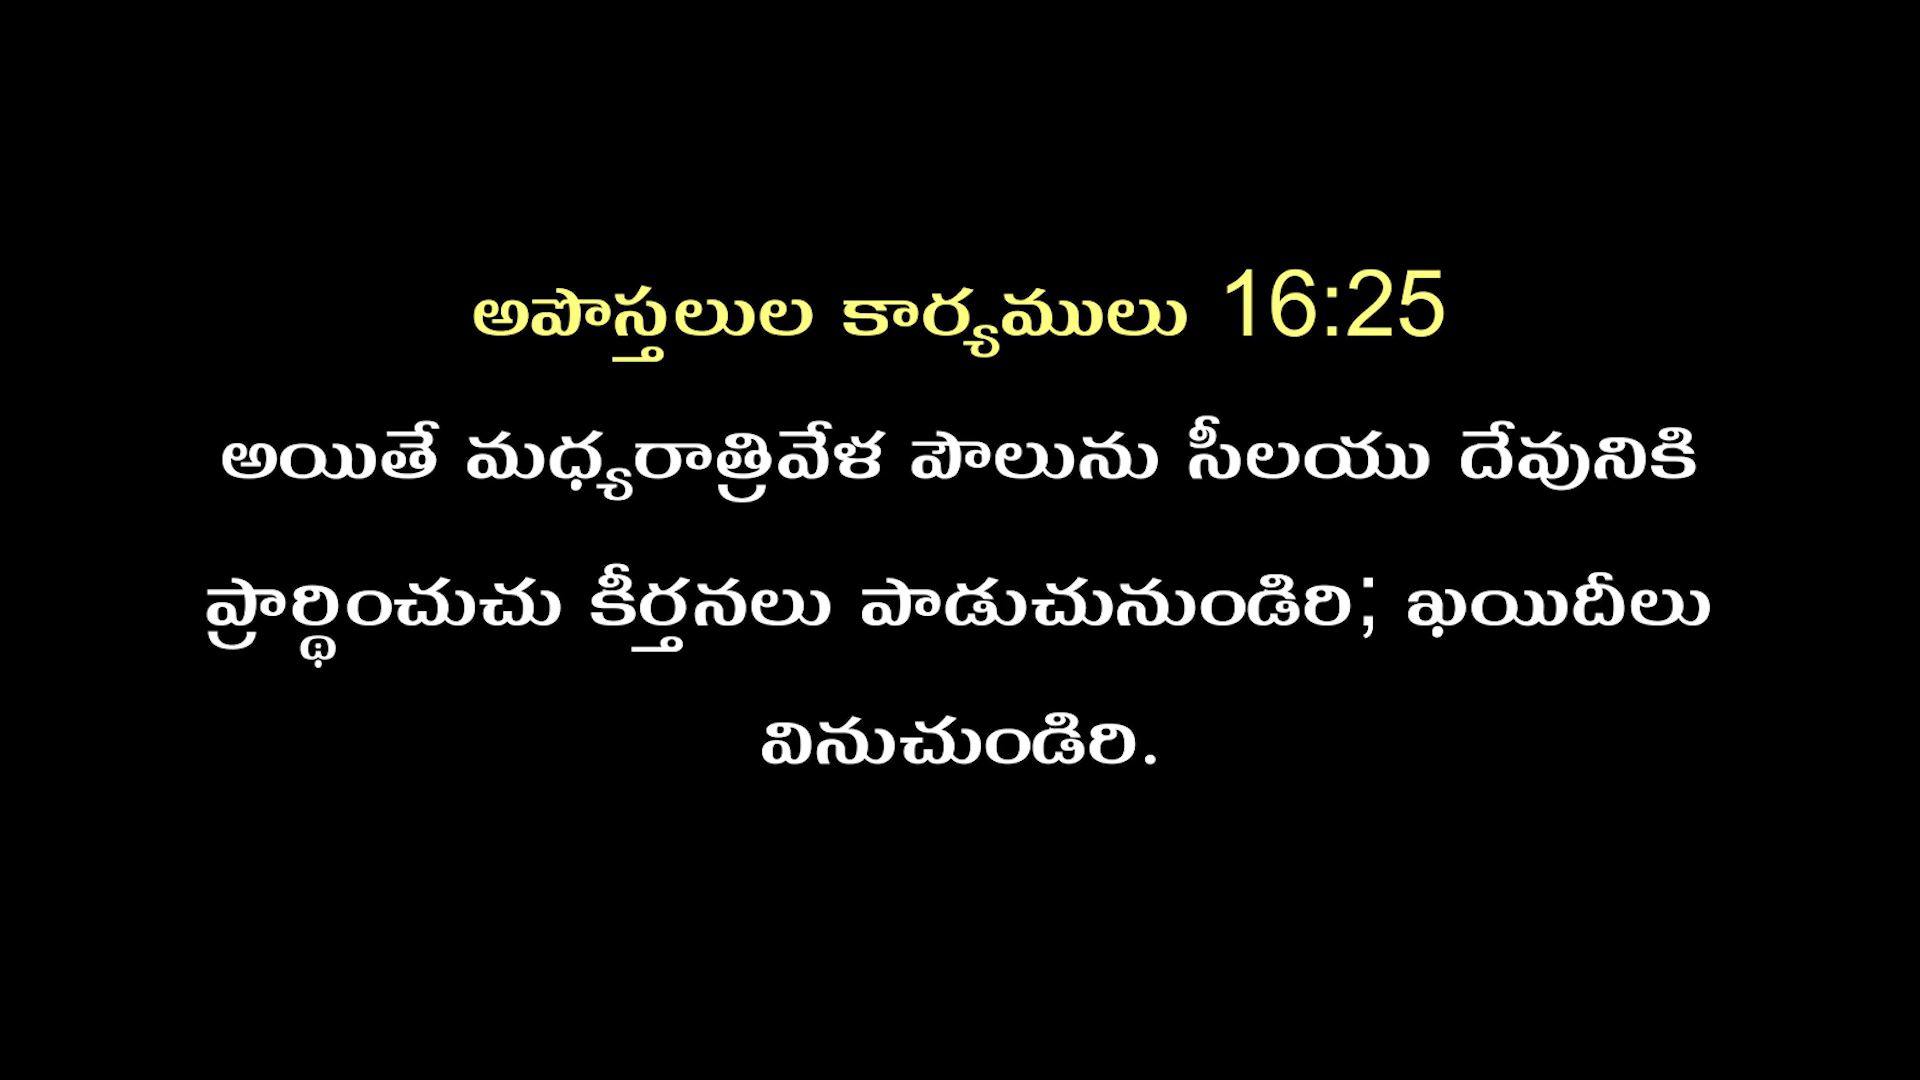 అపొస్తలుల కార్యములు 16:25
అయితే మధ్యరాత్రివేళ పౌలును సీలయు దేవునికి
ప్రార్థించుచు కీర్తనలు పాడుచునుండిరి; ఖయిదీలు
వినుచుండిరి.